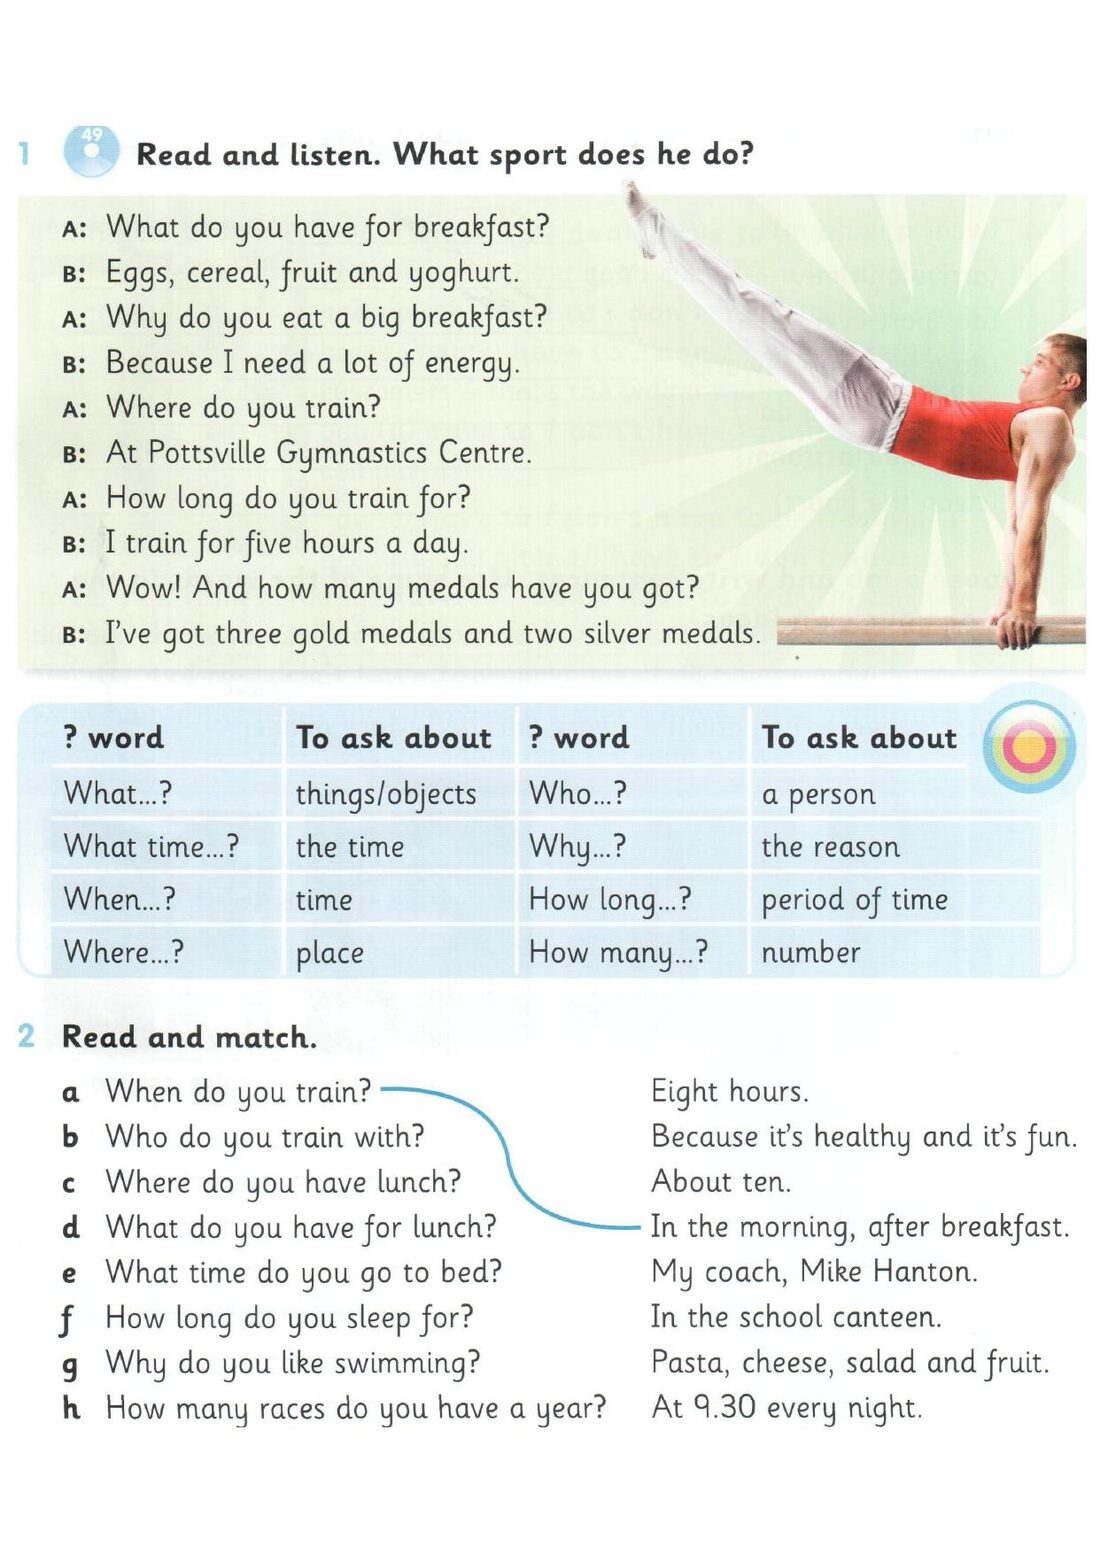 1 49 Read and listen. What sport does he do?
A: What do you have for breakfast?
B: Eggs, cereal, fruit and yoghurt.
A: Why do you eat a big breakfast?
B: Because I need a lot of energy.
A: Where do you train?
B: At Pottsville Gymnastics Centre.
A: How long do you train for?
B: I train for five hours a day.
A: Wow! And how many medals have you got?
B: I've got three gold medals and two silver medals.
? word To ask about ? word To ask about
What...? things/objects Who...? a person
What time...? the time Why...? the reason
When...? time How long...? period of time
Where...? place How many...? number
2 Read and match.
a When do you train? Eight hours.
b Who do you train with? Because it's healthy and it's fun.
c Where do you have lunch? About ten.
d What do you have for lunch? In the morning, after breakfast.
e What time do you go to bed? My coach, Mike Hanton.
f How long do you sleep for? In the school canteen.
g Why do you like swimming? Pasta, cheese, salad and fruit.
h How many races do you have a year? At 9.30 every night.